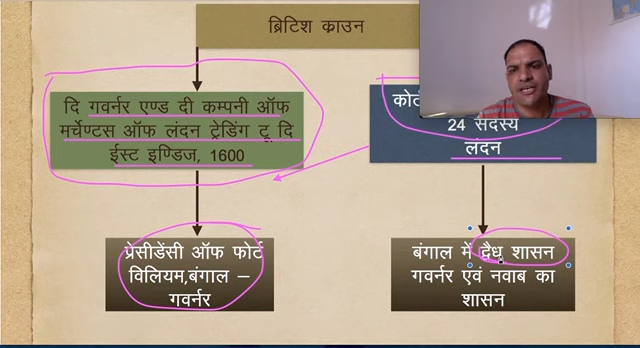 ब्रिटिश क्राउन
दि गवर्नर एण्ड दी कम्पनी ऑफ
मर्चेण्टस ऑफ लंदन ट्रेडिंग टू दि
ईस्ट इण्डिज, 1600
कोर्ट
24 सदस्य
लंदन
प्रेसीडेंसी ऑफ फोर्ट
विलियम,बंगाल –
गवर्नर
बंगाल में द्वैध शासन
गवर्नर एवं नवाब का
शासन